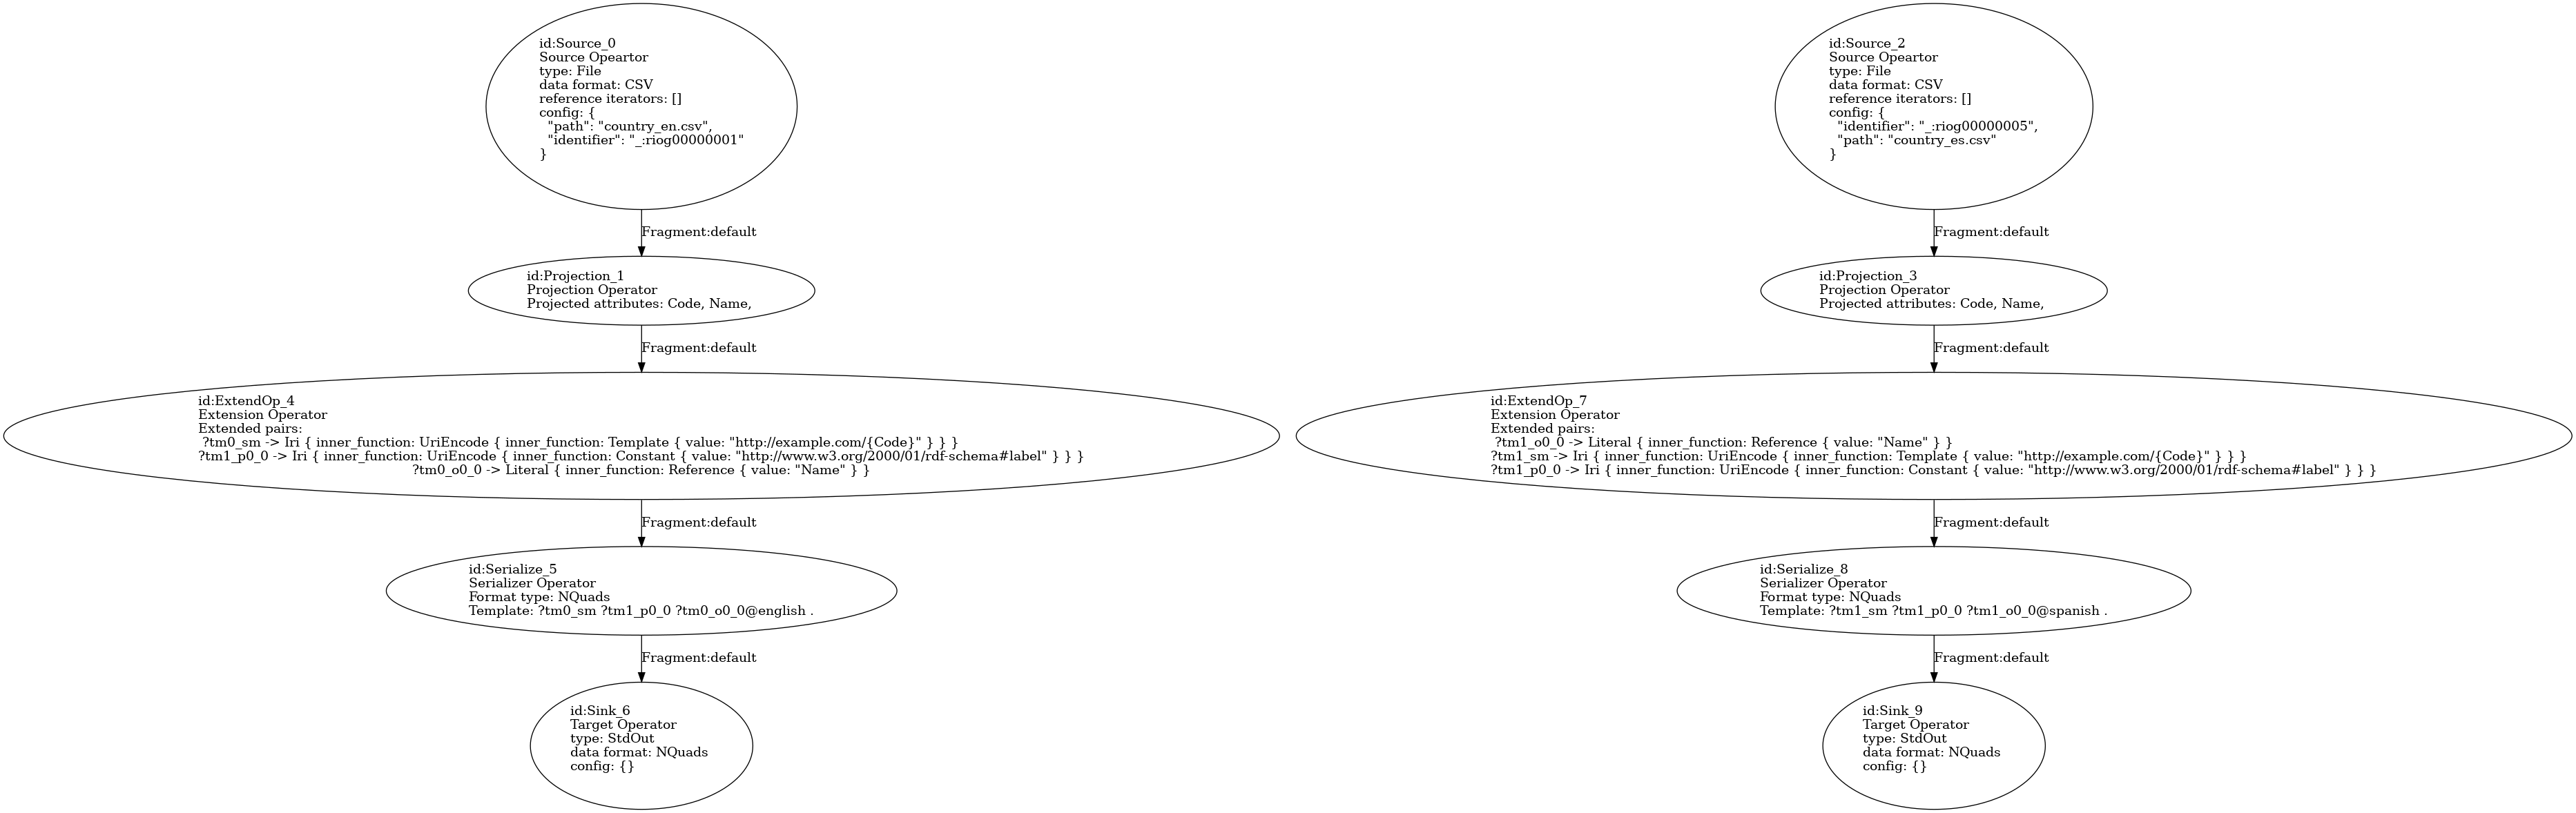 id:Source_0
Source Opeartor
type: File
data format: CSV
reference iterators: []
config: {
"path": "country_en.csv",
"identifier": "_:riog00000001"
}
Fragment:default
id:Projection_1
Projection Operator
Projected attributes: Code, Name,
Fragment:default
id:ExtendOp_4
Extension Operator
Extended pairs:
?tm0_sm -> Iri { inner_function: UriEncode { inner_function: Template { value: "http://example.com/{Code}" } } }
?tm1_p0_0 -> Iri { inner_function: UriEncode { inner_function: Constant { value: "http://www.w3.org/2000/01/rdf-schema#label" } } }
?tm0_o0_0 -> Literal { inner_function: Reference { value: "Name" } }
Fragment:default
id:Serialize_5
Serializer Operator
Format type: NQuads
Template: ?tm0_sm ?tm1_p0_0 ?tm0_o0_0@english .
Fragment:default
id:Sink_6
Target Operator
type: StdOut
data format: NQuads
config: {}
id:Source_2
Source Opeartor
type: File
data format: CSV
reference iterators: []
config: {
"identifier": "_:riog00000005",
"path": "country_es.csv"
}
Fragment:default
id:Projection_3
Projection Operator
Projected attributes: Code, Name,
Fragment:default
id:ExtendOp_7
Extension Operator
Extended pairs:
?tm1_o0_0 -> Literal { inner_function: Reference { value: "Name" } }
?tm1_sm -> Iri { inner_function: UriEncode { inner_function: Template { value: "http://example.com/{Code}" } } }
?tm1_p0_0 -> Iri { inner_function: UriEncode { inner_function: Constant { value: "http://www.w3.org/2000/01/rdf-schema#label" } } }
Fragment:default
id:Serialize_8
Serializer Operator
Format type: NQuads
Template: ?tm1_sm ?tm1_p0_0 ?tm1_o0_0@spanish .
Fragment:default
id:Sink_9
Target Operator
type: StdOut
data format: NQuads
config: {}